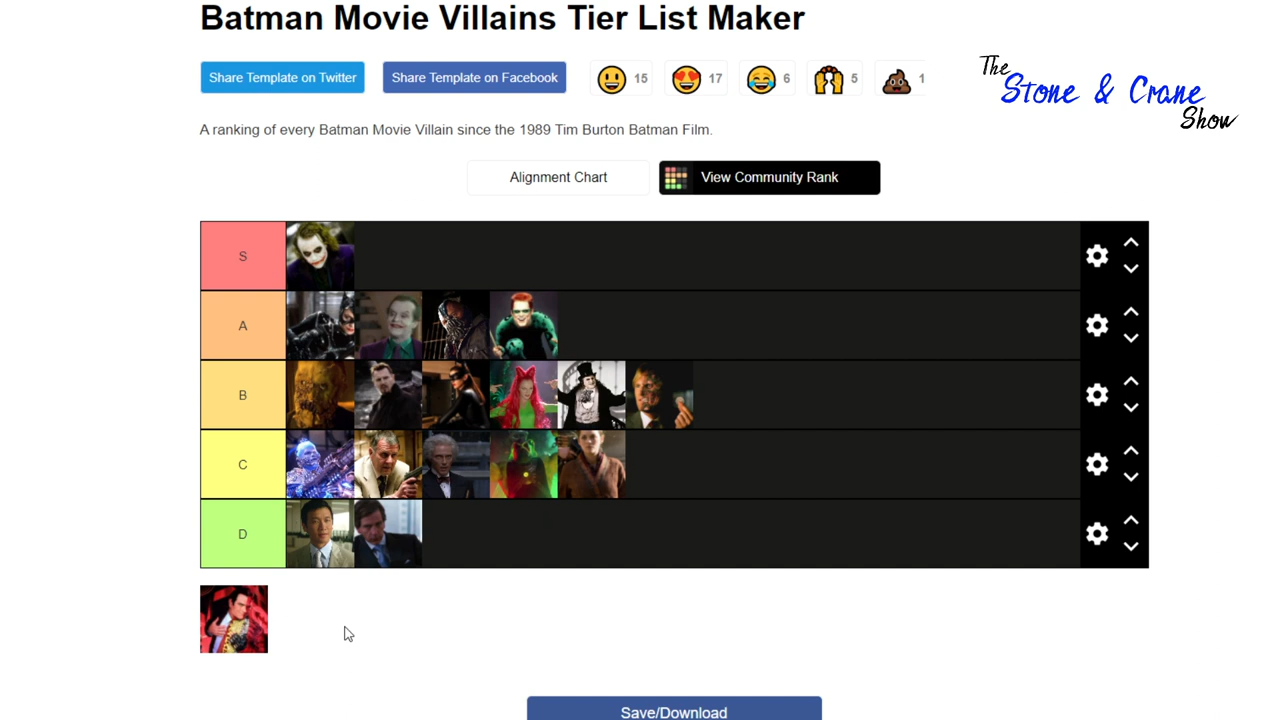 Batman Movie Villains Tier List Maker
Share Template on Twitter
Share Template on Facebook
15
17
6
5
1
The
Stone & Crane
Show
A ranking of every Batman Movie Villain since the 1989 Tim Burton Batman Film.
Alignment Chart
View Community Rank
S
A
B
C
D
Save/Download